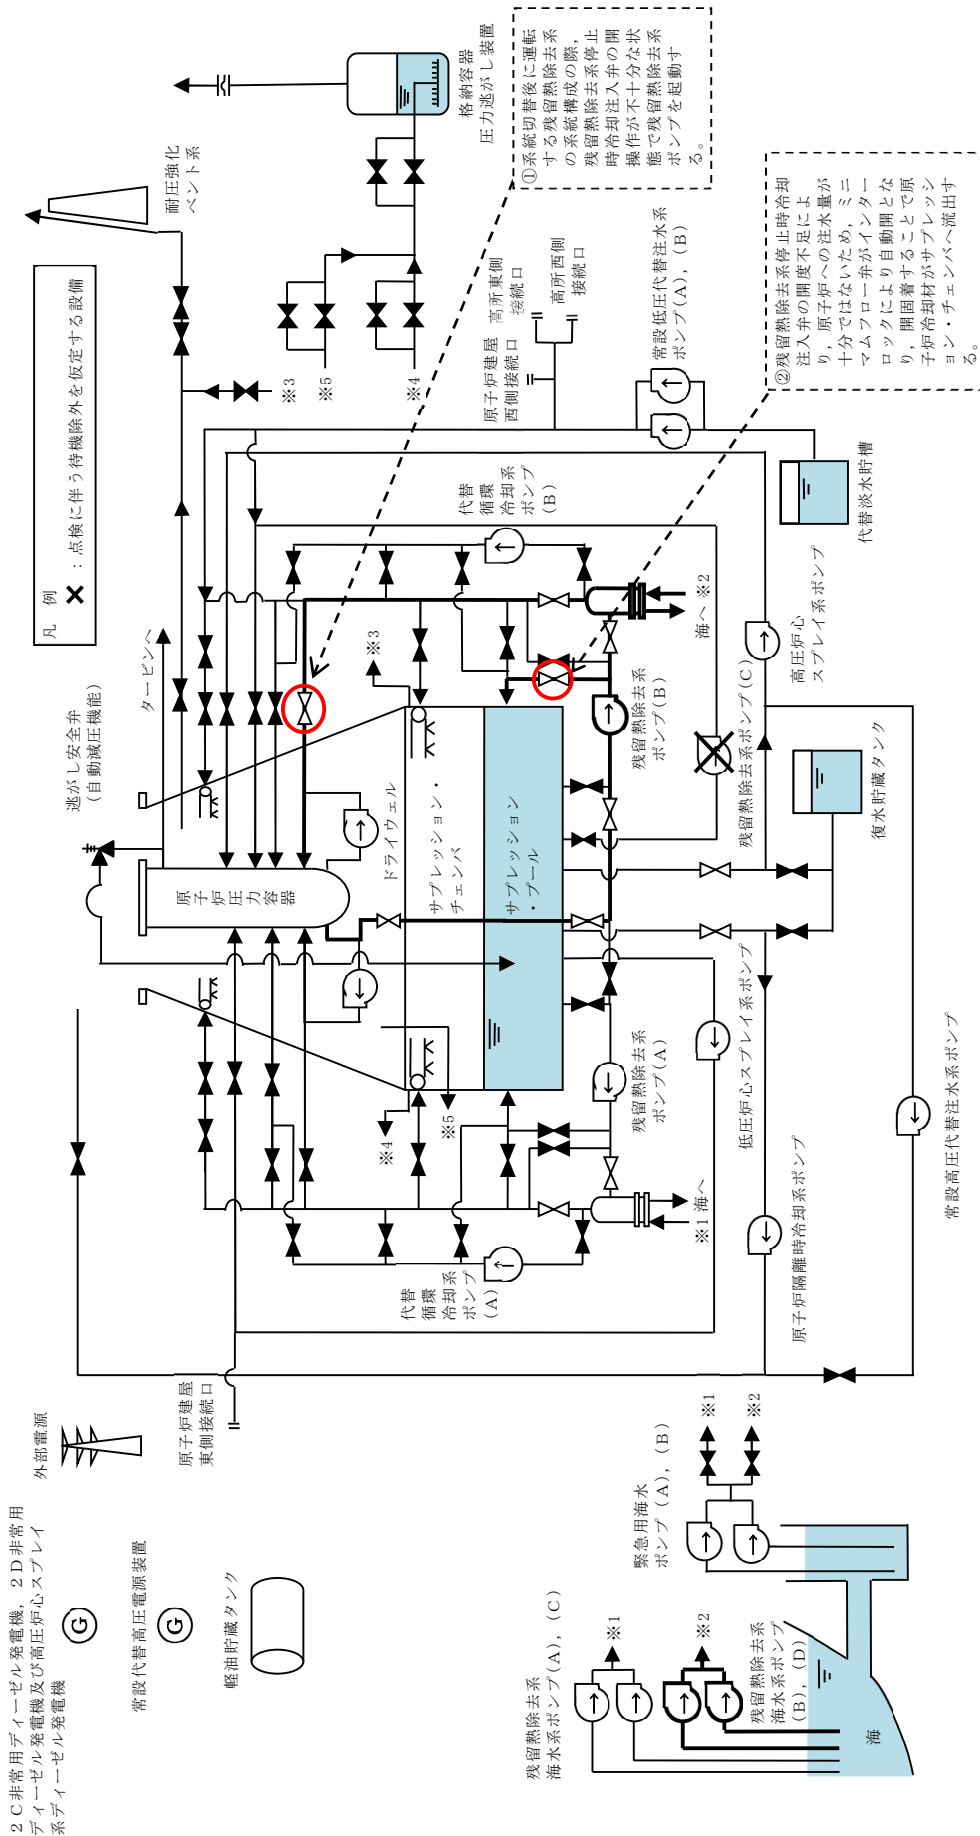 2C非常用ディーゼル発電機，2D非常用
ディーゼル発電機及び高圧炉心スプレイ
系ディーゼル発電機
G
常設代替高圧電源装置
G
軽油貯蔵タンク
外部電源
原子炉建屋
東側接続口
凡　例
：点検に伴う待機除外を仮定する設備
耐圧強化
ベント系
格納容器
圧力逃がし装置
タービンへ
逃がし安全弁
(自動減圧機能)
※3
※5
※4
原子炉建屋
西側接続口
高所東側
接続口
高所西側
接続口
常設低圧代替注水系
ポンプ(A)，(B)
①系統切替後に運転
する残留熱除去系
の系統構成の際，
残留熱除去系停止
時冷却注入弁の開
操作が不十分な状
態で残留熱除去系
ポンプを起動す
る。
②残留熱除去系停止時冷却
注入弁の開度不足によ
り，原子炉への注水量が
十分ではないため，ミニ
マムフロー弁がインター
ロックにより自動開とな
り，開固着することで原
子炉冷却材がサプレッシ
ョン・チェンバへ流出す
る。
原子炉圧力容器
ドライウェル
サプレッション・
チェンバ
サプレッション
・プール
※3
※4
※5
代替
循環
冷却系
ポンプ
(B)
代替
循環
冷却系
ポンプ
(A)
海へ
※2
※1
海へ
残留熱除去系
ポンプ(B)
残留熱除去系
ポンプ(A)
残留熱除去系ポンプ(C)
高圧炉心
スプレイ系ポンプ
代替淡水貯槽
復水貯蔵タンク
低圧炉心スプレイ系ポンプ
原子炉隔離時冷却系ポンプ
常設高圧代替注水系ポンプ
緊急用海水
ポンプ(A)，(B)
※1
※2
残留熱除去系
海水系ポンプ(A)，(C)
※1
※2
残留熱除去系
海水系ポンプ
(B)，(D)
海